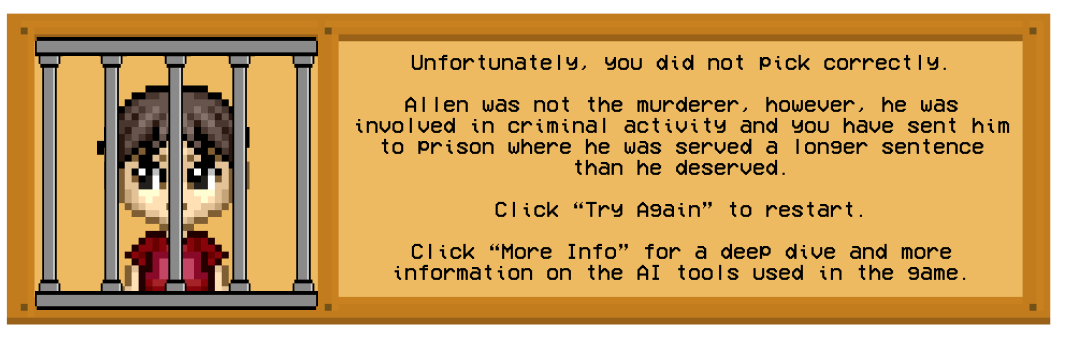 Unfortunately, you did not pick correctly.
Allen was not the murderer, however, he was
involved in criminal activity and you have sent him
to prison where he was served a longer sentence
than he deserved.
Click “Try Again” to restart.
Click “More Info” for a deep dive and more
information on the AI tools used in the game.